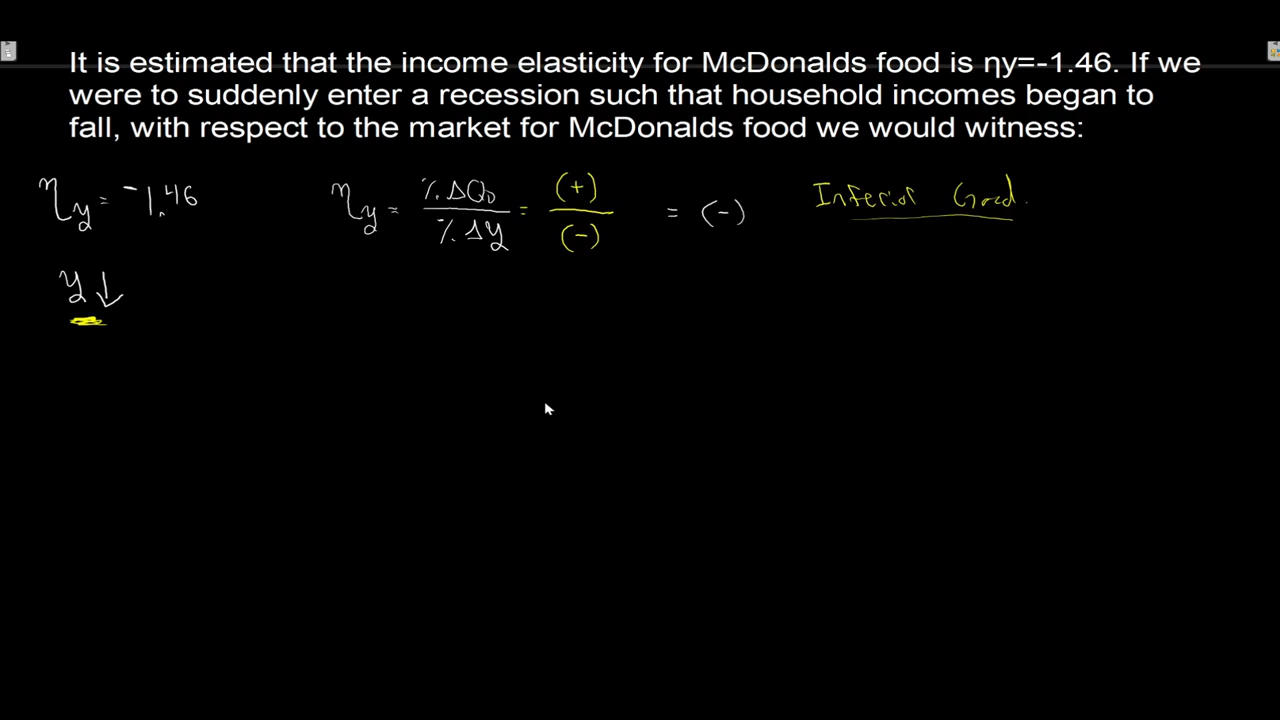 It is estimated that the income elasticity for McDonalds food is ηy=-1.46. If we
were to suddenly enter a recession such that household incomes began to
fall, with respect to the market for McDonalds food we would witness:
ηy = -1.46
ηy = %ΔQD / %ΔY = (+) / (-) = (-)
Inferior Good.
y↓